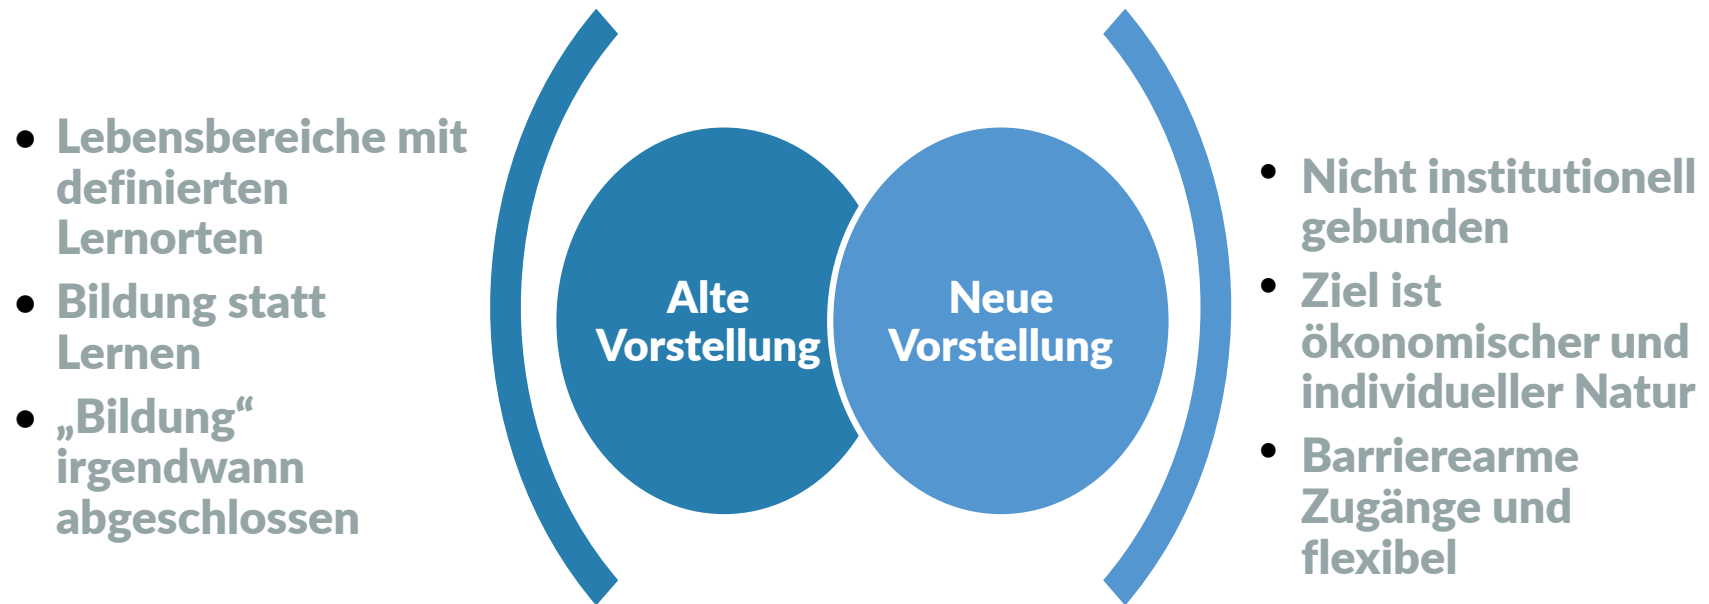 Lebensbereiche mit
definierten
Lernorten
Bildung statt
Lernen
„Bildung“
irgendwann
abgeschlossen
Alte
Vorstellung
Neue
Vorstellung
Nicht institutionell
gebunden
Ziel ist
ökonomischer und
individueller Natur
Barrierearme
Zugänge und
flexibel